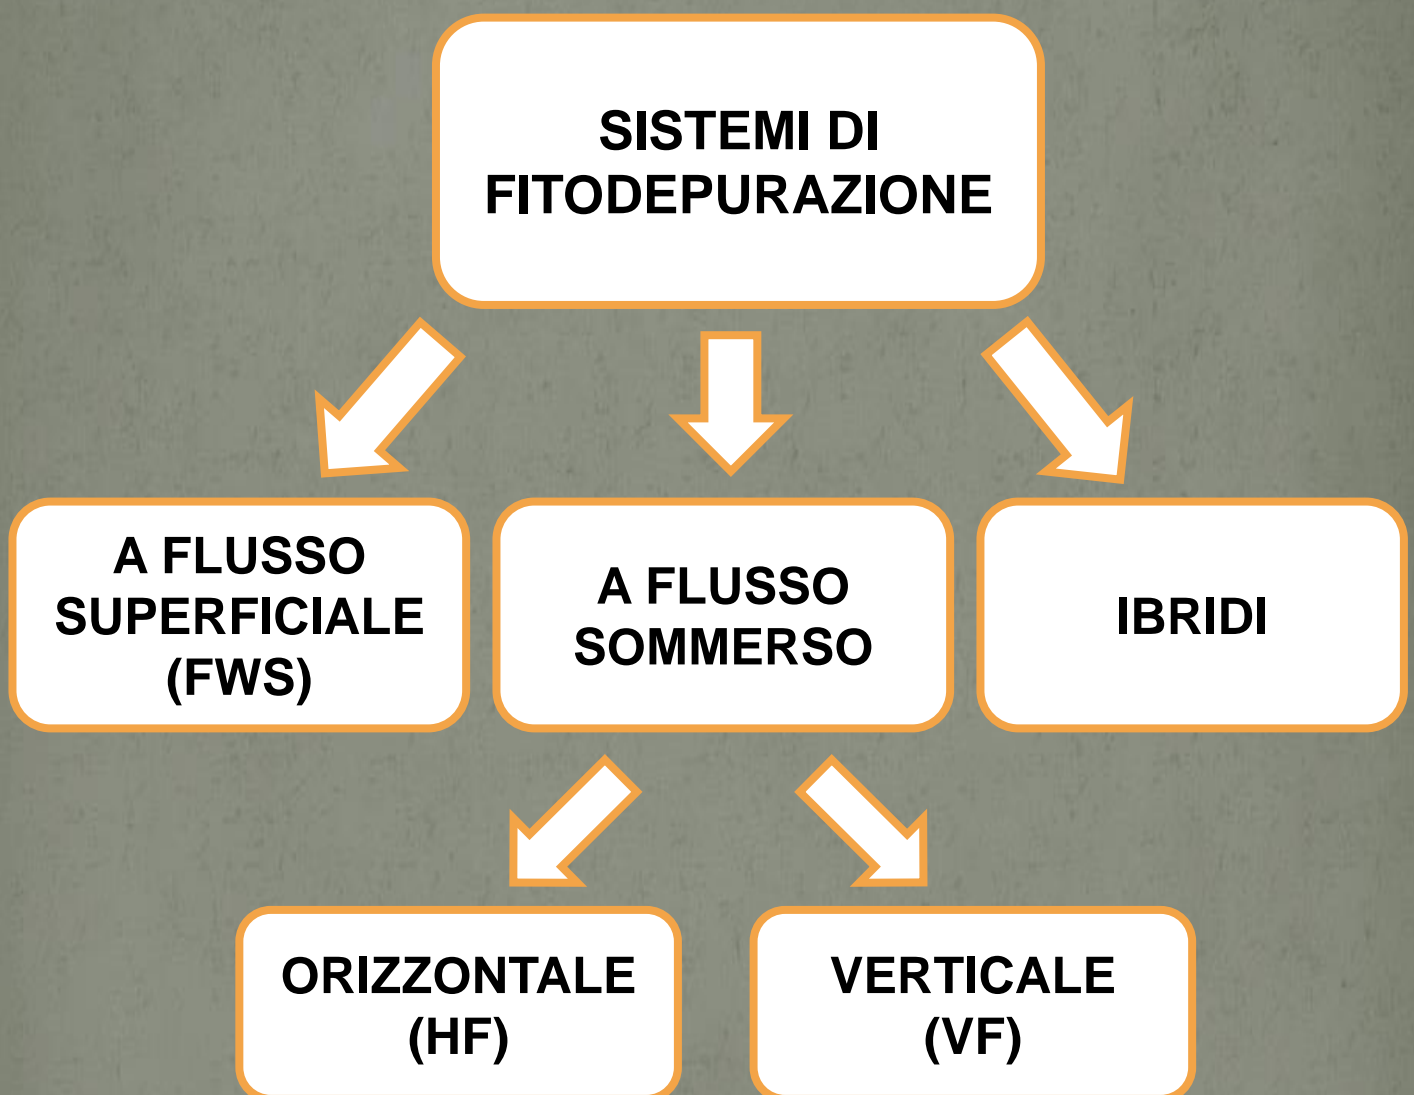 SISTEMI DI
FITODEPURAZIONE
A FLUSSO
SUPERFICIALE
(FWS)
A FLUSSO
SOMMERSO
IBRIDI
ORIZZONTALE
(HF)
VERTICALE
(VF)